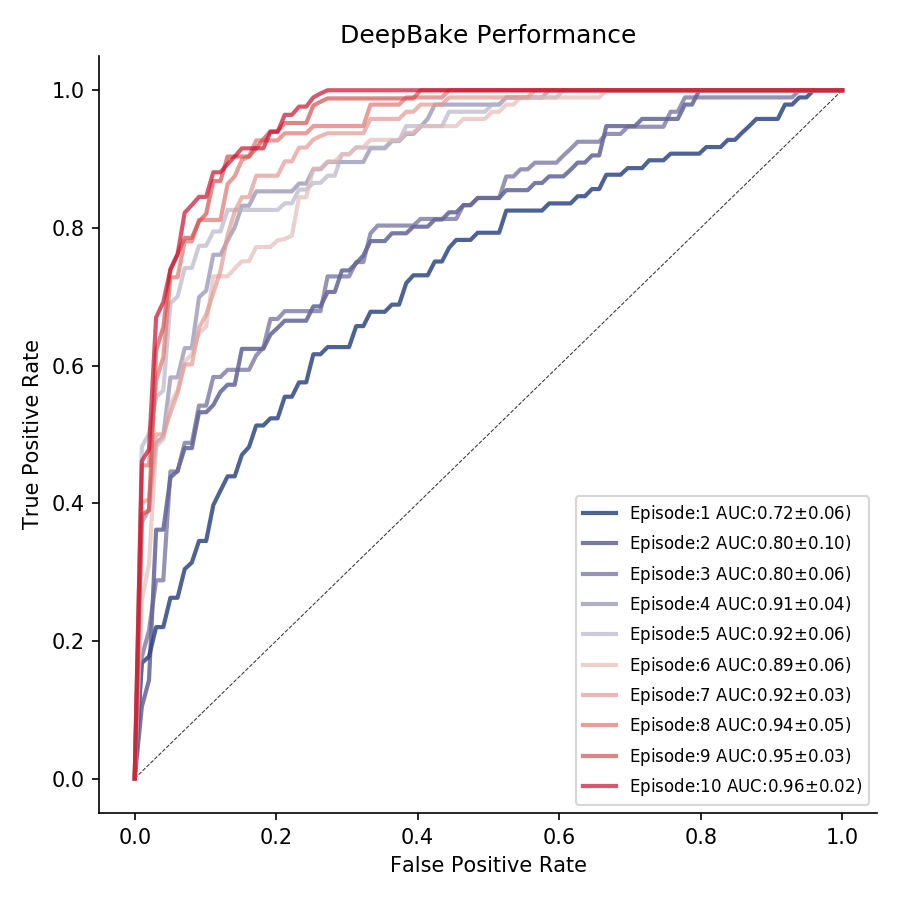 DeepBake Performance
1.0
0.8
0.6
0.4
0.2
0.0
True Positive Rate
Episode:1 AUC:0.72±0.06)
Episode:2 AUC:0.80±0.10)
Episode:3 AUC:0.80±0.06)
Episode:4 AUC:0.91±0.04)
Episode:5 AUC:0.92±0.06)
Episode:6 AUC:0.89±0.06)
Episode:7 AUC:0.92±0.03)
Episode:8 AUC:0.94±0.05)
Episode:9 AUC:0.95±0.03)
Episode:10 AUC:0.96±0.02)
0.0 0.2 0.4 0.6 0.8 1.0
False Positive Rate